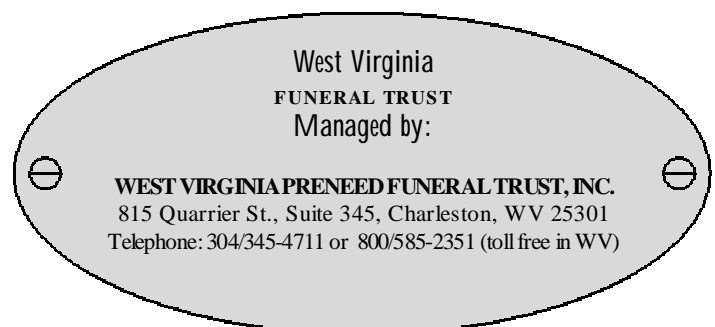 West Virginia
FUNERAL TRUST
Managed by:
WEST VIRGINIA PRENEED FUNERAL TRUST, INC.
815 Quarrier St., Suite 345, Charleston, WV 25301
Telephone: 304/345-4711 or 800/585-2351 (toll free in WV)